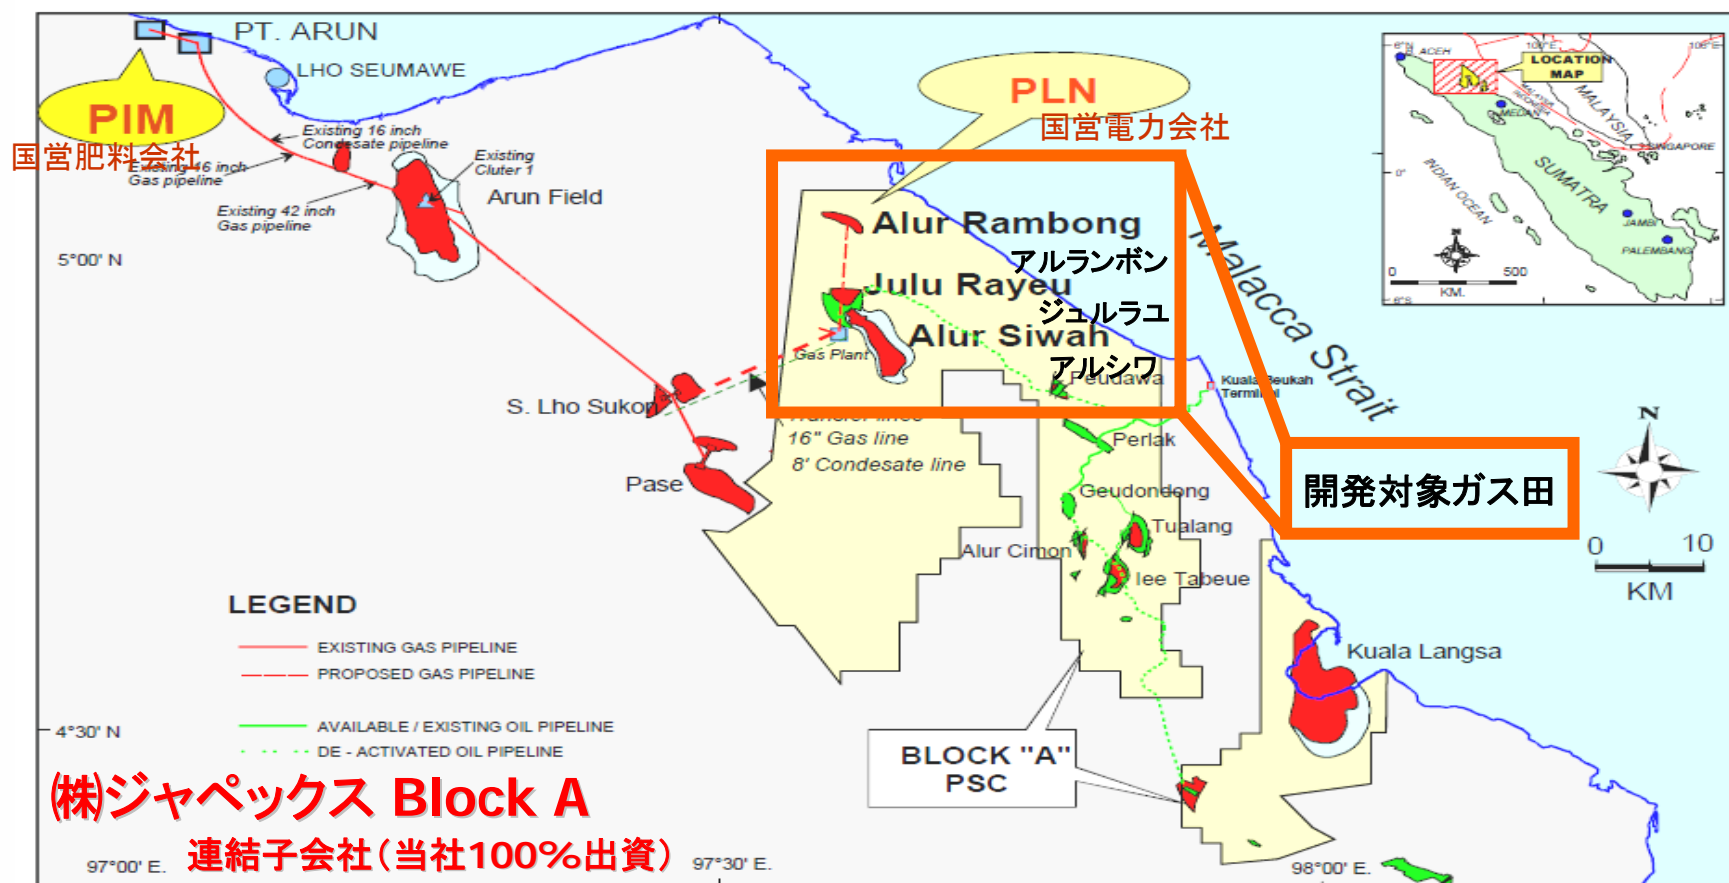 PT. ARUN
LHO SEUMAWE
PIM
国営肥料会社
PLN
国営電力会社
Existing 16 inch
Condesate pipeline
Existing 16 inch
Gas pipeline
Existing
Cluter 1
Existing 42 inch
Gas pipeline
Arun Field
5°00' N
Alur Rambong
アルランボン
Julu Rayeu
ジュルラユ
Alur Siwah
アルシワ
Gas Plant
Peudawa
Malacca Strait
Kuala Beukah
Terminal
S. Lho Sukon
Transfer lines
16" Gas line
8' Condesate line
Pase
Perlak
Geudondong
Tualang
Alur Cimon
Iee Tabeue
開発対象ガス田
N
0 10
KM
Kuala Langsa
BLOCK "A"
PSC
LEGEND
EXISTING GAS PIPELINE
PROPOSED GAS PIPELINE
AVAILABLE / EXISTING OIL PIPELINE
DE - ACTIVATED OIL PIPELINE
4°30' N
㈱ジャペックス Block A
連結子会社（当社100%出資）
97°00' E.
97°30' E.
98°00' E.
6°N
B. ACEH
100°E
106°E
LOCATION
MAP
A
MALAYSIA
MEDAN
MALAYSIA
SINGAPORE
0°
SUMATRA
INDIAN OCEAN
JAMBI
PALEMBANG
N
0 500
KM.
6°S